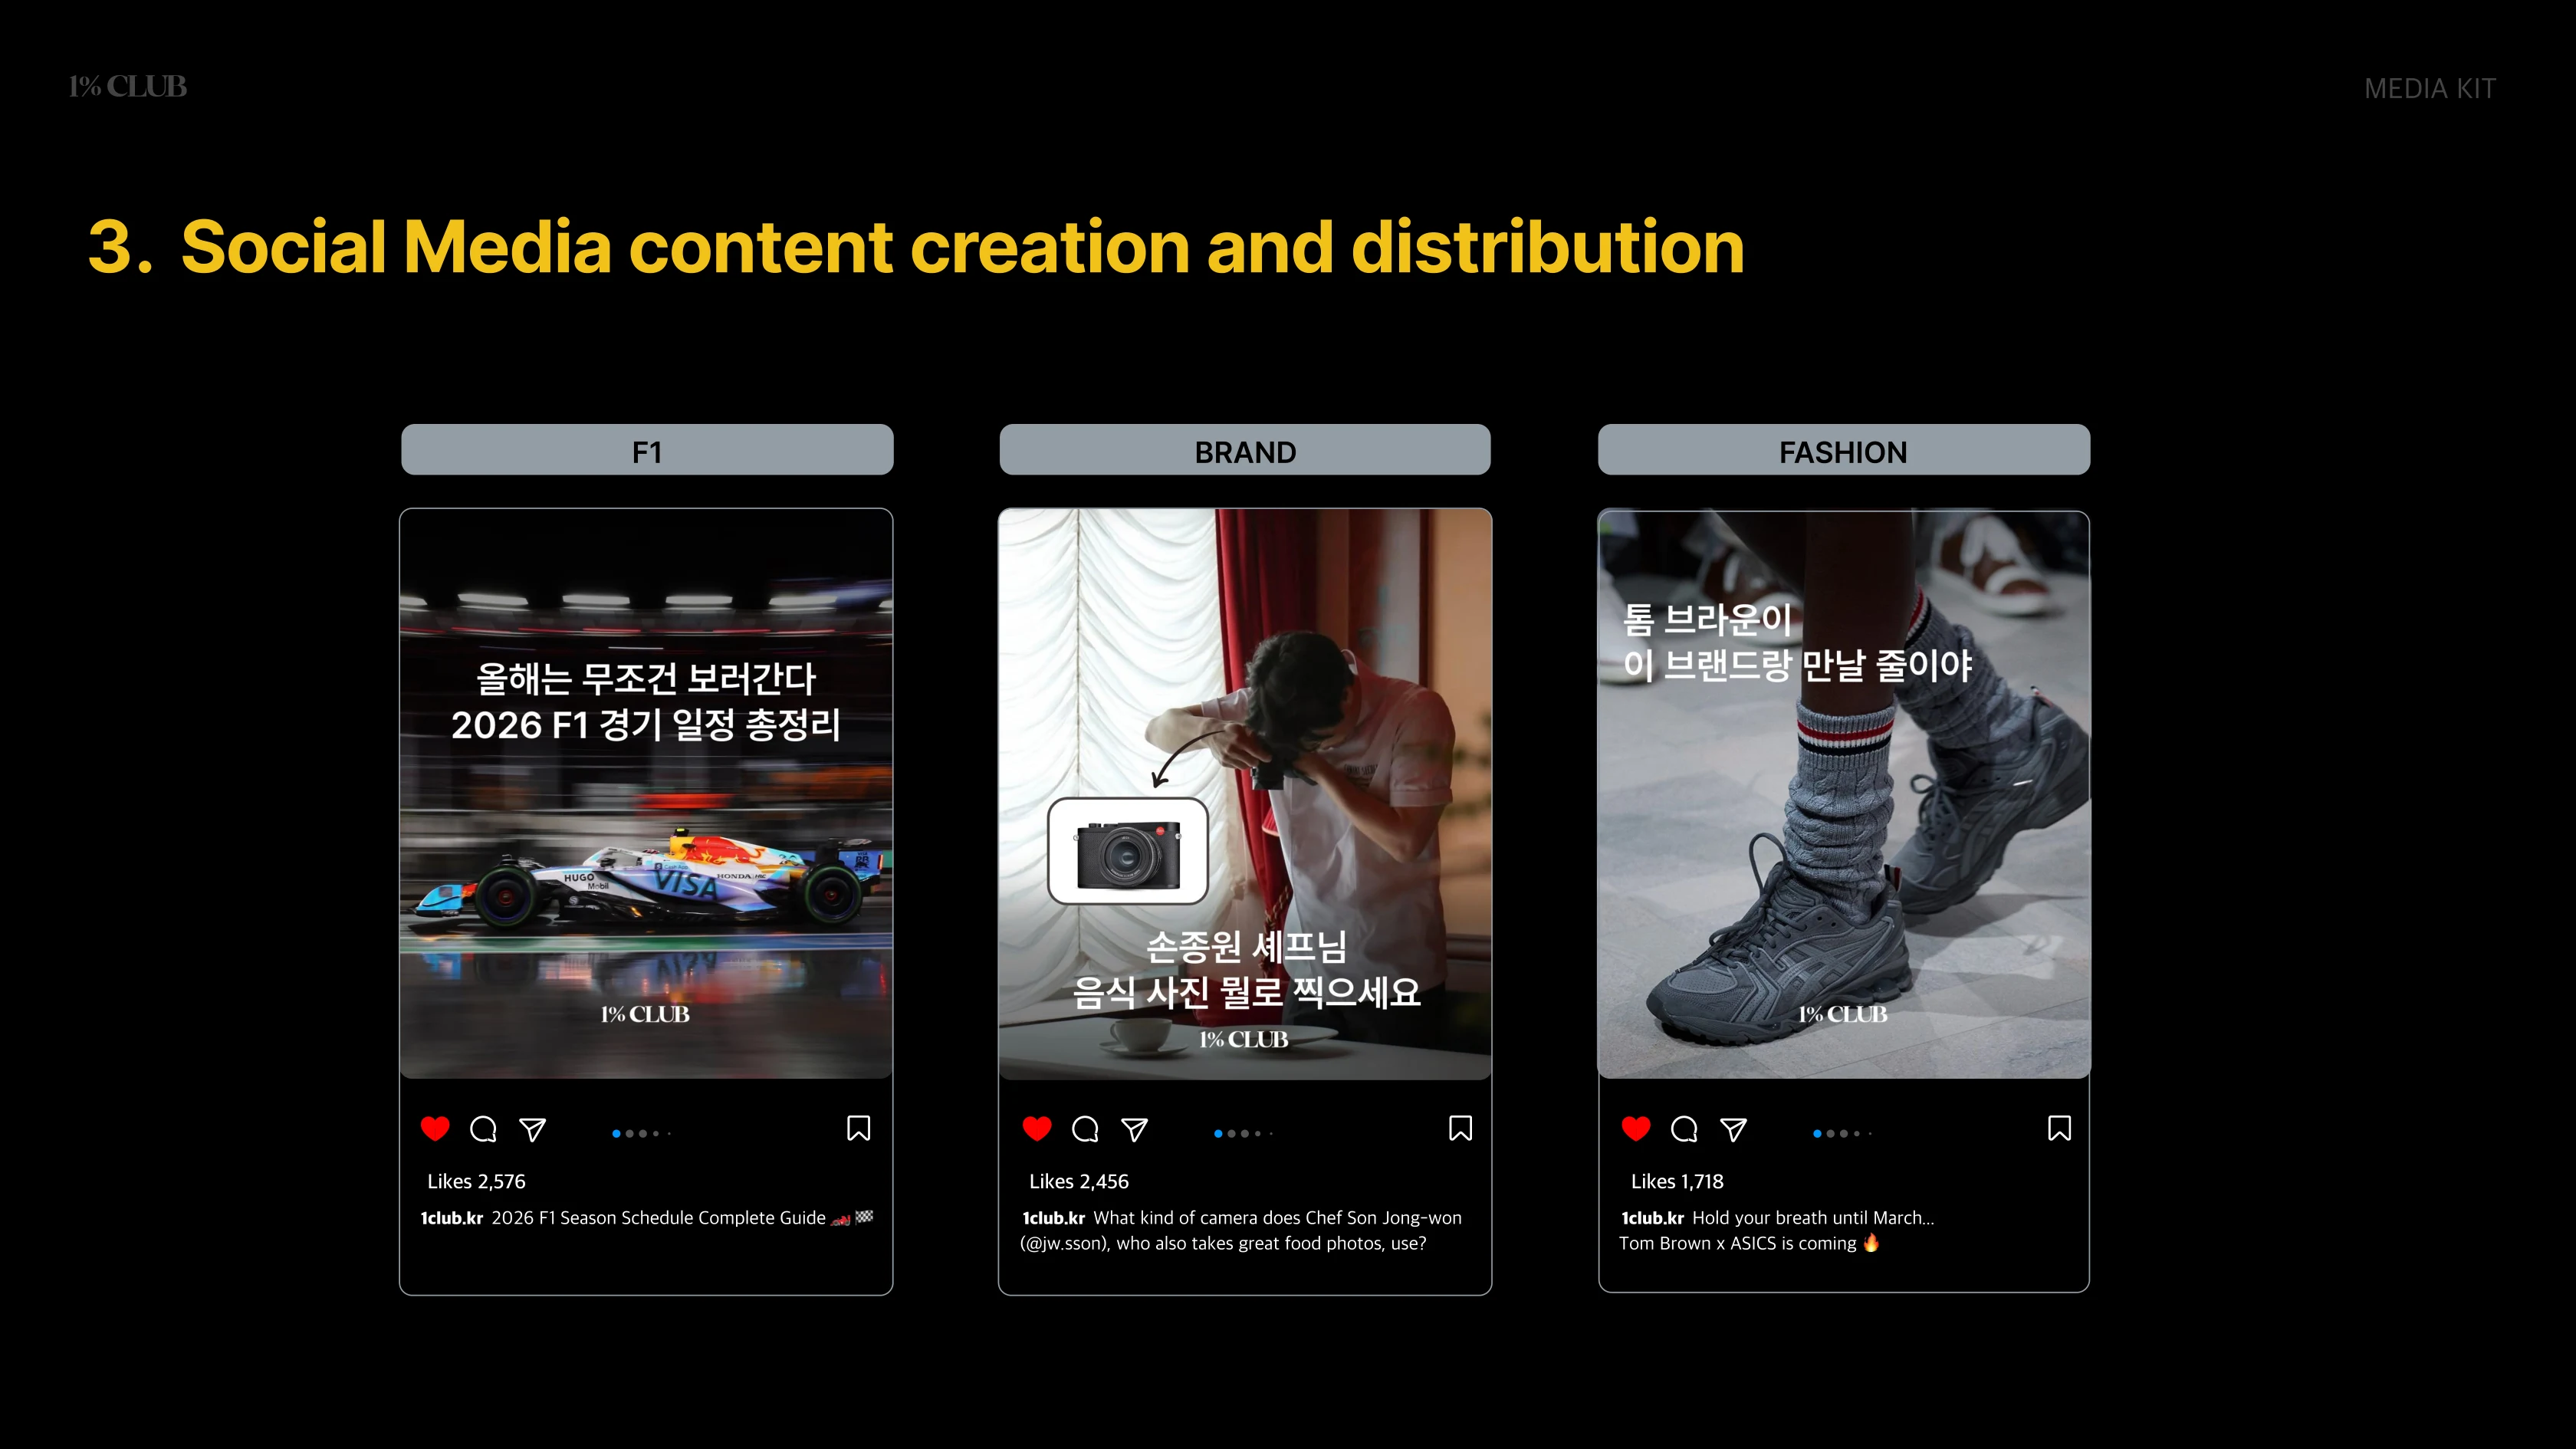 1% CLUB
MEDIA KIT
3. Social Media content creation and distribution
F1
올해는 무조건 보러간다
2026 F1 경기 일정 총정리
HUGO
Mobil
VISA
HONDA
1% CLUB
Likes 2,576
1club.kr 2026 F1 Season Schedule Complete Guide 🏎️🏁
BRAND
손종원 셰프님
음식 사진 뭘로 찍으세요
1% CLUB
Likes 2,456
1club.kr What kind of camera does Chef Son Jong-won
(@jw.sson), who also takes great food photos, use?
FASHION
톰 브라운이
이 브랜드랑 만날 줄이야
1% CLUB
Likes 1,718
1club.kr Hold your breath until March...
Tom Brown x ASICS is coming 🔥